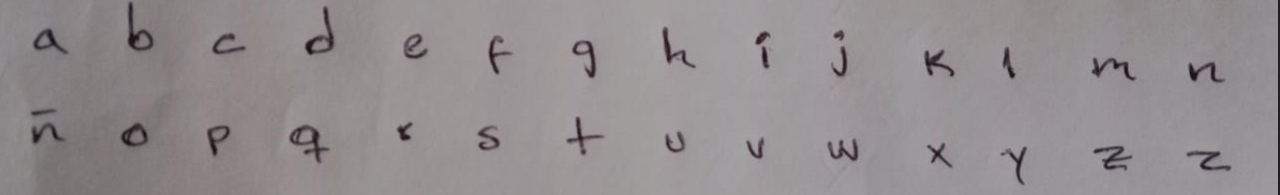 a b c d e f g h i j k l m n
ñ o p q r s t u v w x y z z